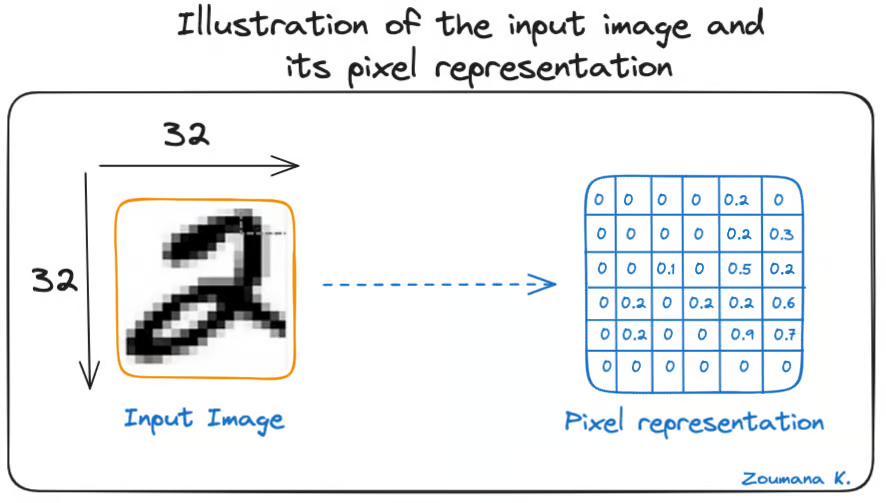 Illustration of the input image and
its pixel representation
32
32
0 0 0 0 0.2 0
0 0 0 0 0.2 0.3
0 0 0.1 0 0.5 0.2
0 0.2 0 0.2 0.2 0.6
0 0.2 0 0 0.9 0.7
0 0 0 0 0 0
Input Image
Pixel representation
Zoumana K.